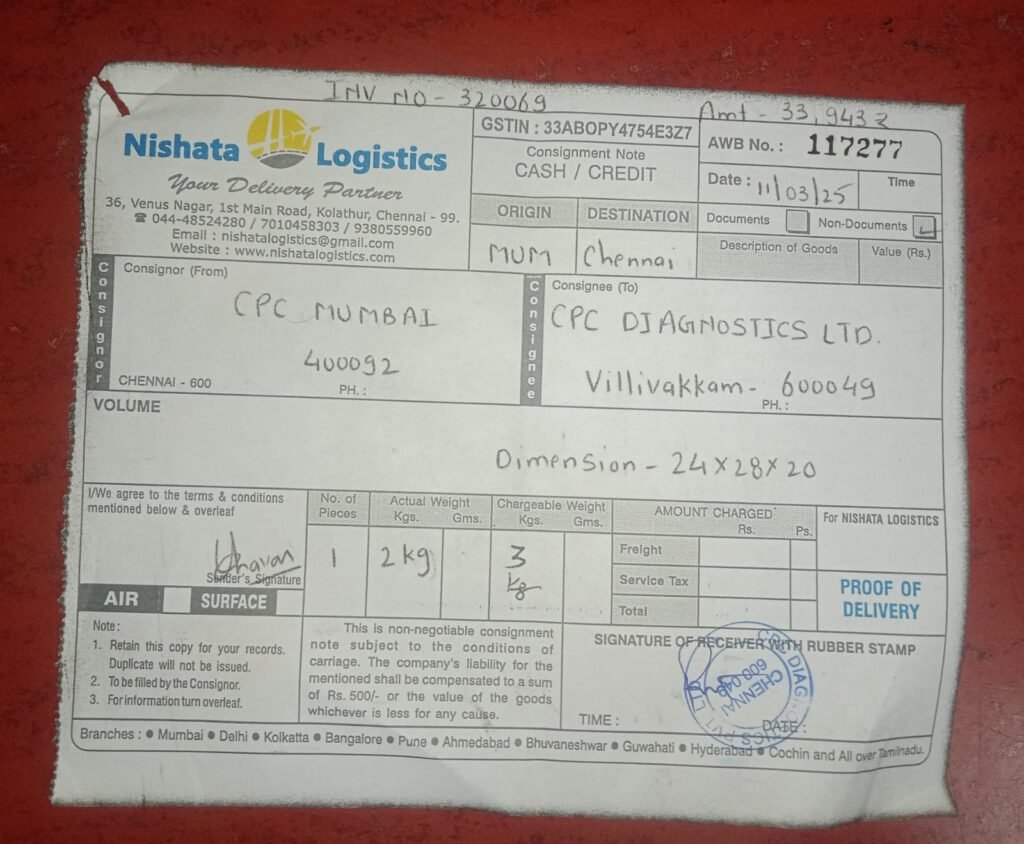 INV NO - 320069
Amt - 33,943
Nishata Logistics
Your Delivery Partner
36, Venus Nagar, 1st Main Road, Kolathur, Chennai - 99.
☎ 044-48524280 / 7010458303 / 9380559960
Email : nishatalogistics@gmail.com
Website : www.nishatalogistics.com
GSTIN : 33ABOPY4754E3Z7
Consignment Note
CASH / CREDIT
ORIGIN DESTINATION
MUM Chennai
AWB No. : 117277
Date : 11/03/25 Time
Documents Non-Documents
Description of Goods Value (Rs.)
Consignor
Consignor (From)
CPC MUMBAI
400092
CHENNAI - 600 PH. :
Consignee
Consignee (To)
CPC DIAGNOSTICS LTD.
Villivakkam - 600049
PH. :
VOLUME
Dimension - 24 x 28 x 20
I/We agree to the terms & conditions
mentioned below & overleaf
Sender's Signature
AIR SURFACE
No. of
Pieces
1
Actual Weight
Kgs. Gms.
2 kg
Chargeable Weight
Kgs. Gms.
3
kg
AMOUNT CHARGED
Rs. Ps.
Freight
Service Tax
Total
For NISHATA LOGISTICS
PROOF OF
DELIVERY
Note:
1. Retain this copy for your records.
Duplicate will not be issued.
2. To be filled by the Consignor.
3. For information turn overleaf.
This is non-negotiable consignment
note subject to the conditions of
carriage. The company's liability for the
mentioned shall be compensated to a sum
of Rs. 500/- or the value of the goods
whichever is less for any cause.
SIGNATURE OF RECEIVER WITH RUBBER STAMP
CHENNAI
600 049
TIME :
DATE :
Branches : ● Mumbai ● Delhi ● Kolkatta ● Bangalore ● Pune ● Ahmedabad ● Bhuvaneshwar ● Guwahati ● Hyderabad ● Cochin and All over Tamilnadu.